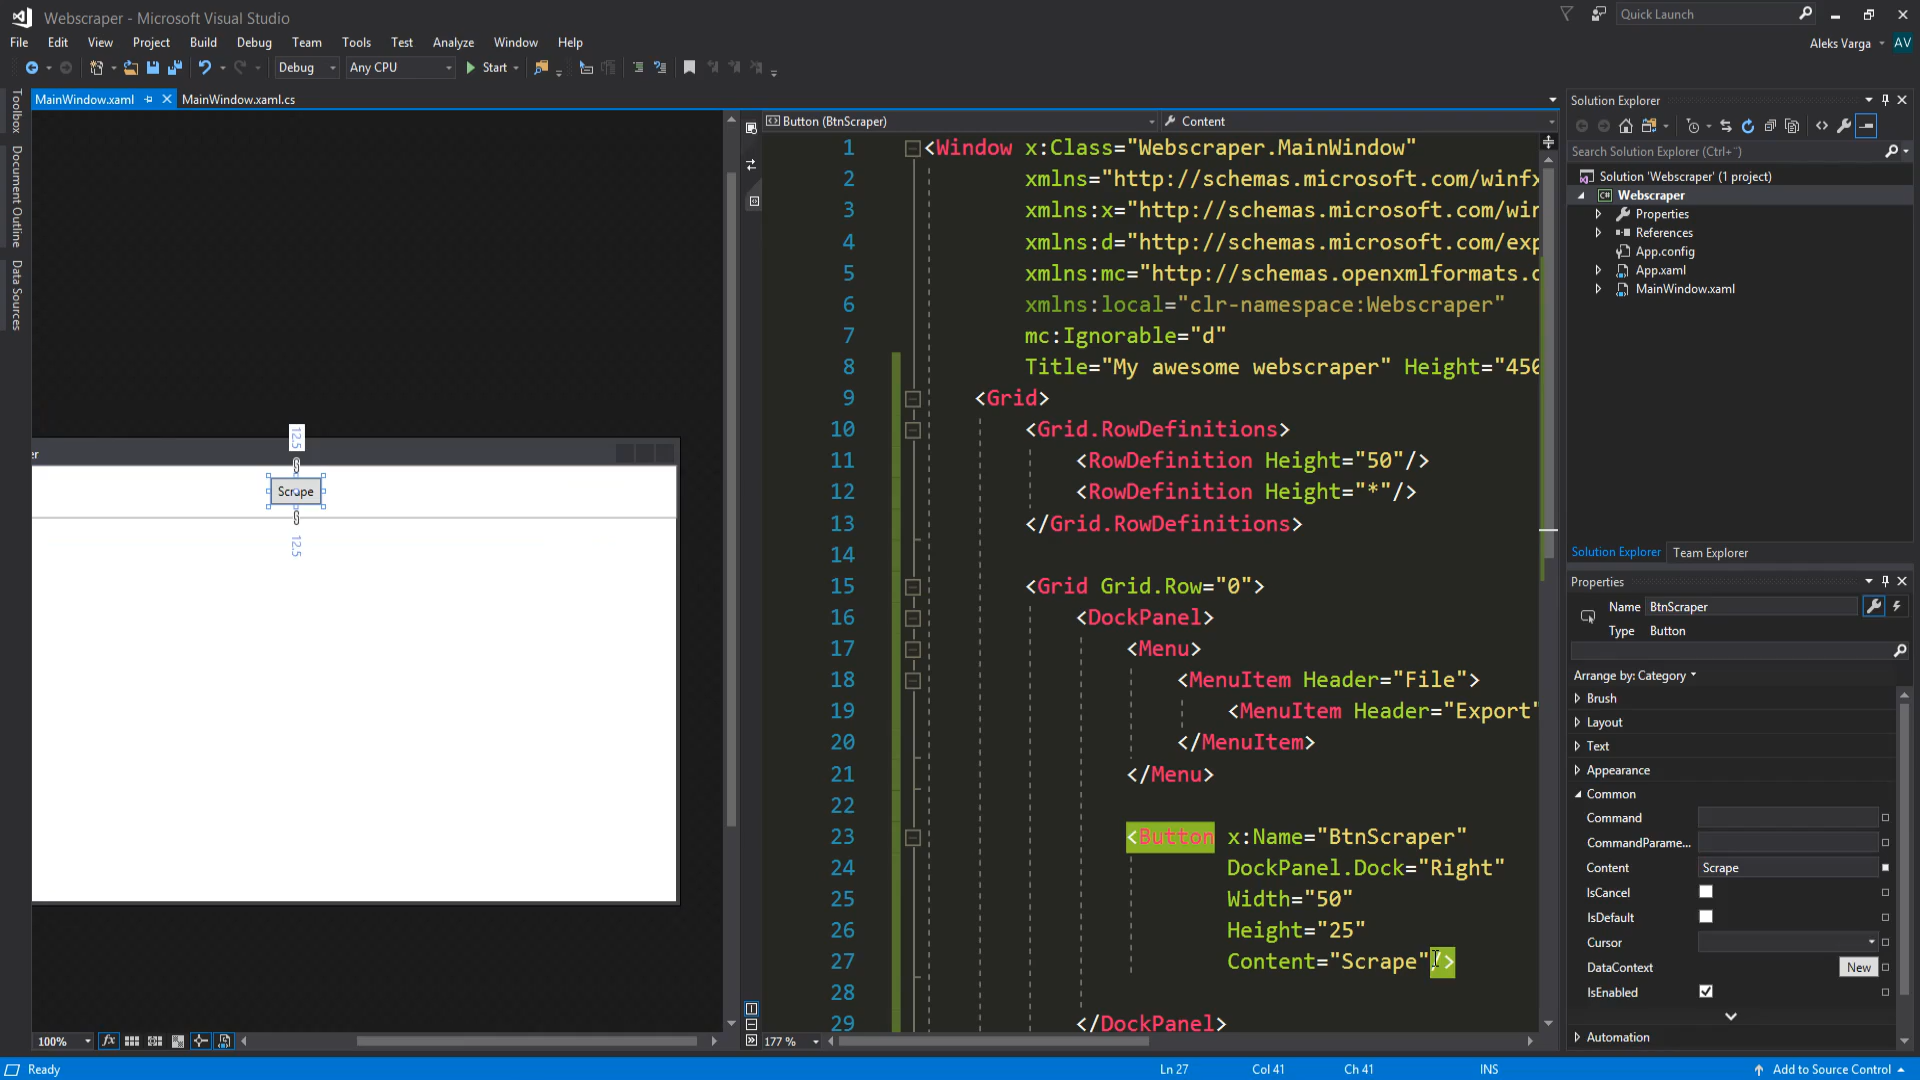 Webscraper - Microsoft Visual Studio
Quick Launch
File Edit View Project Build Debug Team Tools Test Analyze Window Help
Aleks Varga AV
Debug Any CPU Start
MainWindow.xaml MainWindow.xaml.cs
Toolbox
Document Outline
Data Sources
er
12.5
Scrape
12.5
100%
Button (BtnScraper) Content
1 <Window x:Class="Webscraper.MainWindow"
2 xmlns="http://schemas.microsoft.com/winfx
3 xmlns:x="http://schemas.microsoft.com/win
4 xmlns:d="http://schemas.microsoft.com/exp
5 xmlns:mc="http://schemas.openxmlformats.o
6 xmlns:local="clr-namespace:Webscraper"
7 mc:Ignorable="d"
8 Title="My awesome webscraper" Height="450
9 <Grid>
10 <Grid.RowDefinitions>
11 <RowDefinition Height="50"/>
12 <RowDefinition Height="*"/>
13 </Grid.RowDefinitions>
14
15 <Grid Grid.Row="0">
16 <DockPanel>
17 <Menu>
18 <MenuItem Header="File">
19 <MenuItem Header="Export"
20 </MenuItem>
21 </Menu>
22
23 <Button x:Name="BtnScraper"
24 DockPanel.Dock="Right"
25 Width="50"
26 Height="25"
27 Content="Scrape"/>
28
29 </DockPanel>
177 %
Solution Explorer
Search Solution Explorer (Ctrl+¨)
Solution 'Webscraper' (1 project)
Webscraper
Properties
References
App.config
App.xaml
MainWindow.xaml
Solution Explorer Team Explorer
Properties
Name BtnScraper
Type Button
Arrange by: Category
Brush
Layout
Text
Appearance
Common
Command
CommandParame...
Content Scrape
IsCancel
IsDefault
Cursor
DataContext New
IsEnabled
Automation
Ready Ln 27 Col 41 Ch 41 INS Add to Source Control